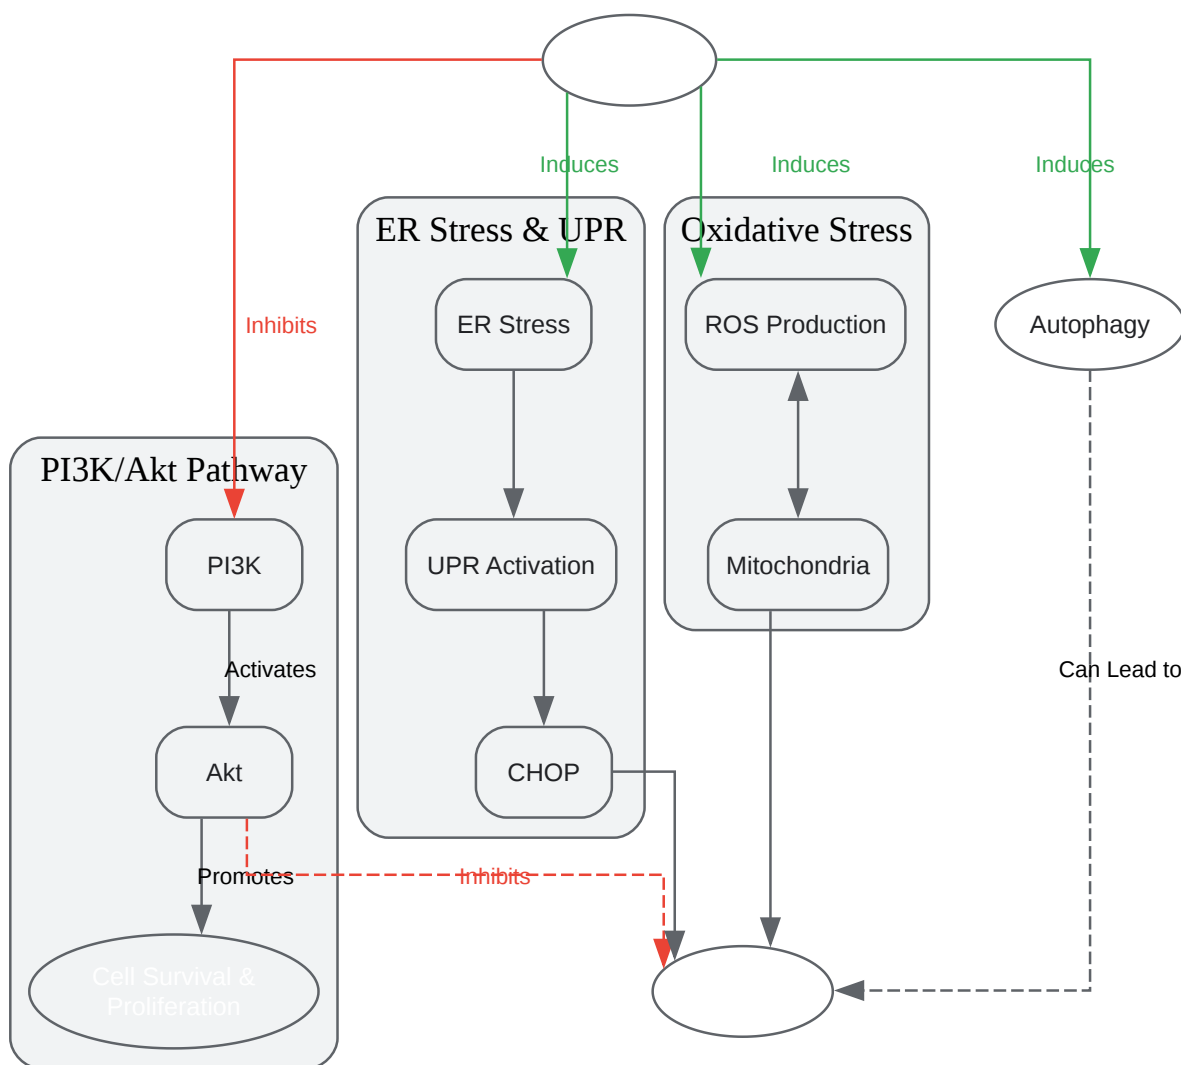 Induces
Induces
Induces
ER Stress & UPR
Oxidative Stress
ER Stress
ROS Production
Autophagy
Inhibits
PI3K/Akt Pathway
PI3K
UPR Activation
Mitochondria
Activates
Can Lead to
Akt
CHOP
Promotes
Inhibits
Cell Survival &
Proliferation